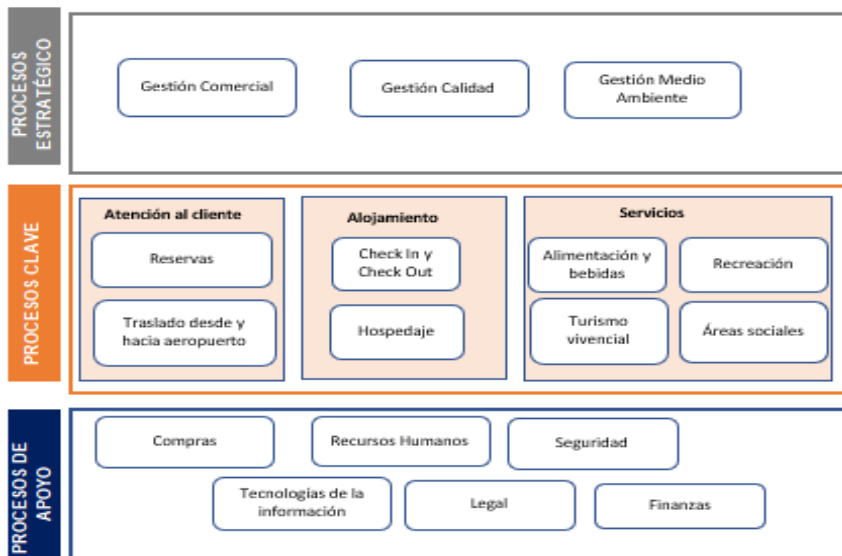 PROCESOS
ESTRATÉGICO
Gestión Comercial
Gestión Calidad
Gestión Medio
Ambiente
PROCESOS CLAVE
Atención al cliente
Reservas
Traslado desde y
hacia aeropuerto
Alojamiento
Check In y
Check Out
Hospedaje
Servicios
Alimentación y
bebidas
Recreación
Turismo
vivencial
Áreas sociales
PROCESOS DE
APOYO
Compras
Recursos Humanos
Seguridad
Tecnologías de la
información
Legal
Finanzas